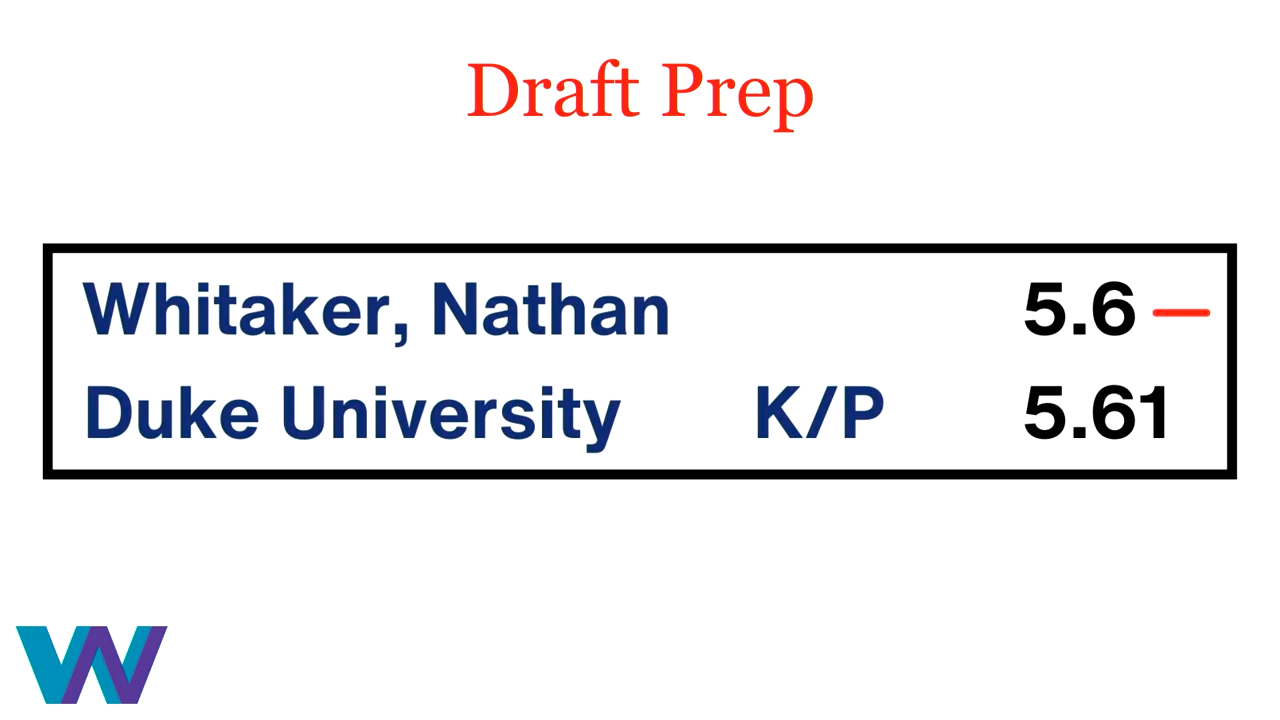 Draft Prep
Whitaker, Nathan 5.6 –
Duke University K/P 5.61
W